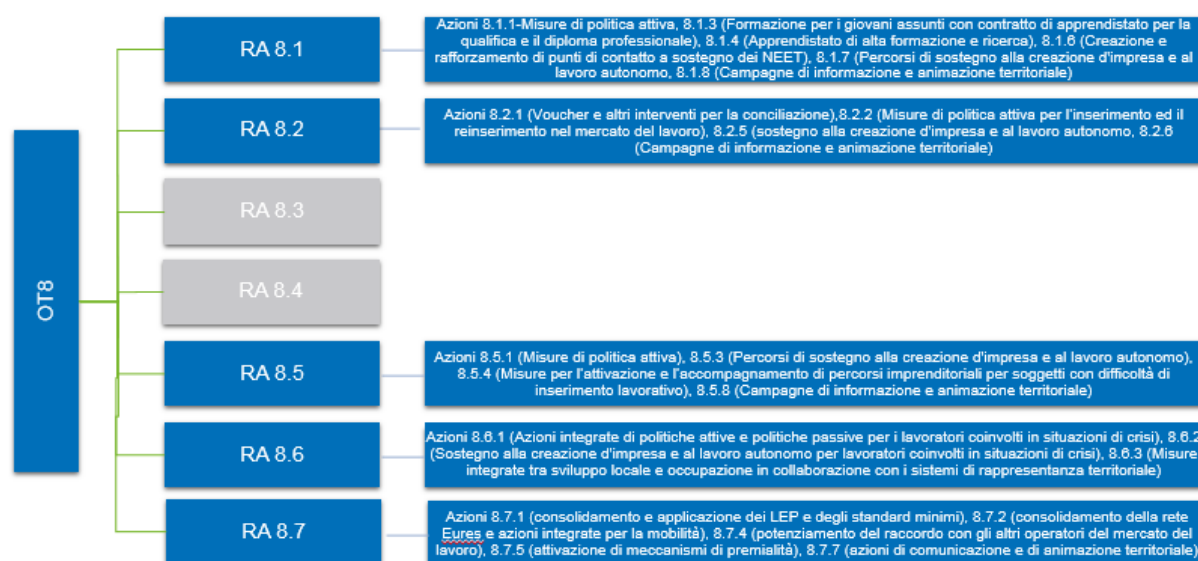 OT8
RA 8.1
Azioni 8.1.1-Misure di politica attiva, 8.1.3 (Formazione per i giovani assunti con contratto di apprendistato per la
qualifica e il diploma professionale), 8.1.4 (Apprendistato di alta formazione e ricerca), 8.1.6 (Creazione e
rafforzamento di punti di contatto a sostegno dei NEET), 8.1.7 (Percorsi di sostegno alla creazione d'impresa e al
lavoro autonomo, 8.1.8 (Campagne di informazione e animazione territoriale)
RA 8.2
Azioni 8.2.1 (Voucher e altri interventi per la conciliazione),8.2.2 (Misure di politica attiva per l'inserimento ed il
reinserimento nel mercato del lavoro), 8.2.5 (sostegno alla creazione d'impresa e al lavoro autonomo, 8.2.6
(Campagne di informazione e animazione territoriale)
RA 8.3
RA 8.4
RA 8.5
Azioni 8.5.1 (Misure di politica attiva), 8.5.3 (Percorsi di sostegno alla creazione d'impresa e al lavoro autonomo),
8.5.4 (Misure per l'attivazione e l'accompagnamento di percorsi imprenditoriali per soggetti con difficoltà di
inserimento lavorativo), 8.5.8 (Campagne di informazione e animazione territoriale)
RA 8.6
Azioni 8.6.1 (Azioni integrate di politiche attive e politiche passive per i lavoratori coinvolti in situazioni di crisi), 8.6.2
(Sostegno alla creazione d'impresa e al lavoro autonomo per lavoratori coinvolti in situazioni di crisi), 8.6.3 (Misure
integrate tra sviluppo locale e occupazione in collaborazione con i sistemi di rappresentanza territoriale)
RA 8.7
Azioni 8.7.1 (consolidamento e applicazione dei LEP e degli standard minimi), 8.7.2 (consolidamento della rete
Eures e azioni integrate per la mobilità), 8.7.4 (potenziamento del raccordo con gli altri operatori del mercato del
lavoro), 8.7.5 (attivazione di meccanismi di premialità), 8.7.7 (azioni di comunicazione e di animazione territoriale)